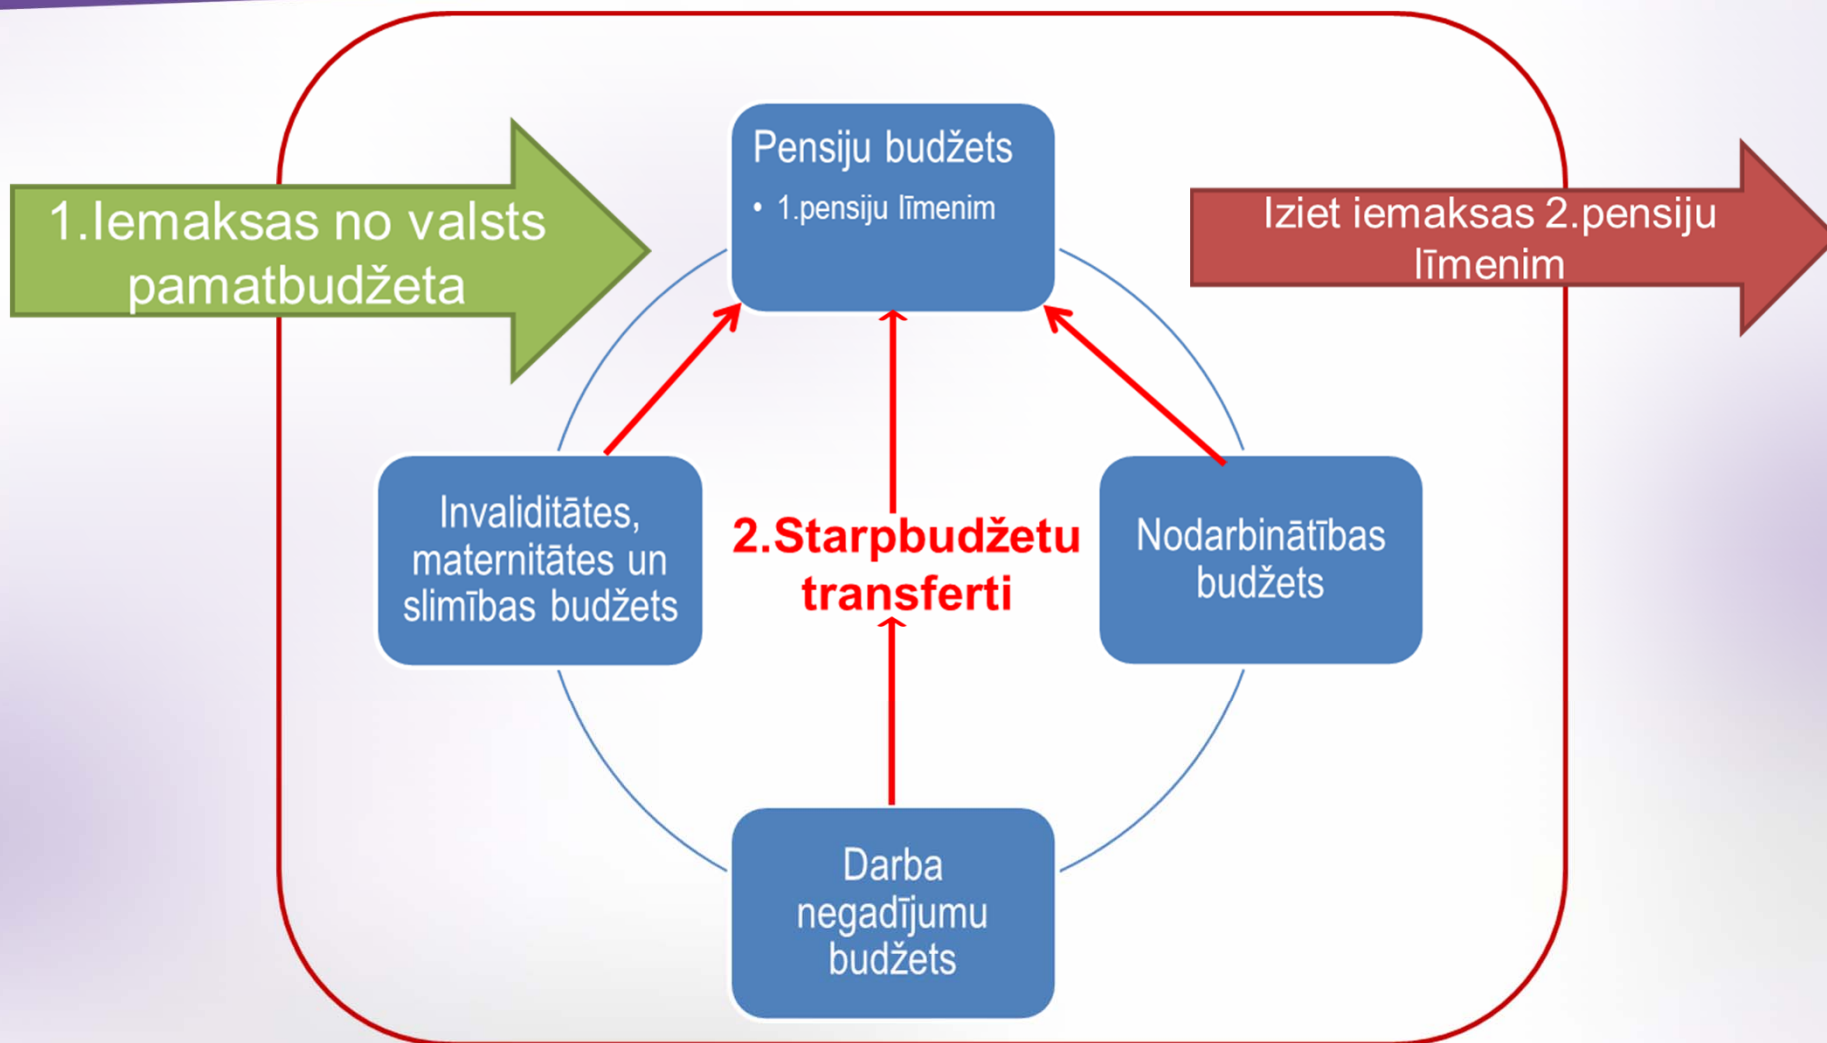 Pensiju budžets
• 1.pensiju līmenim
1.Iemaksas no valsts
pamatbudžeta
Iziet iemaksas 2.pensiju
līmenim
Invaliditātes,
maternitātes un
slimības budžets
2.Starpbudžetu
transferti
Nodarbinātības
budžets
Darba
negadījumu
budžets